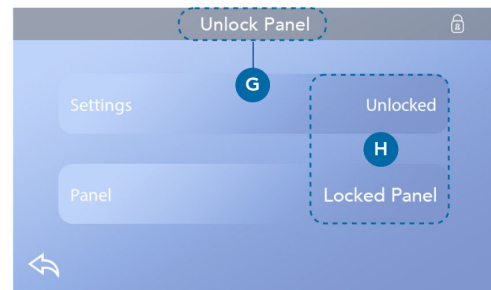 Unlock Panel
G
Settings Unlocked
H
Panel Locked Panel